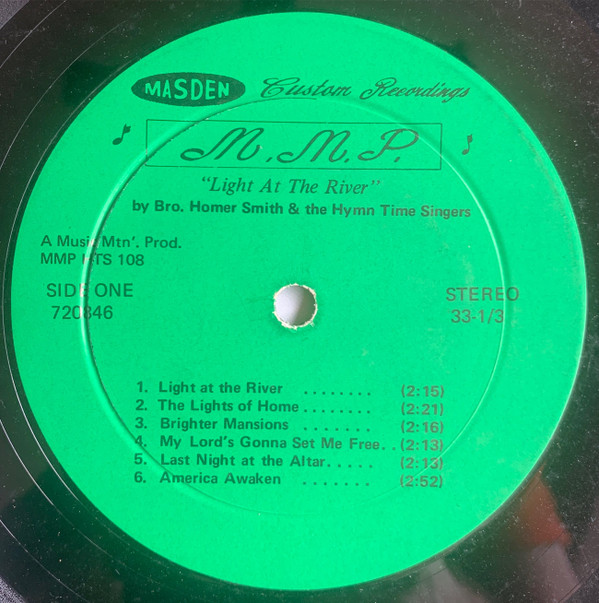 MASDEN Custom Recordings
M.M.P.
"Light At The River"
by Bro. Homer Smith & the Hymn Time Singers
A Music Mtn'. Prod.
MMP HTS 108
SIDE ONE STEREO
720846 33-1/3
1. Light at the River ........ (2:15)
2. The Lights of Home ........ (2:21)
3. Brighter Mansions ....... (2:16)
4. My Lord's Gonna Set Me Free .. (2:13)
5. Last Night at the Altar ..... (2:13)
6. America Awaken ....... (2:52)